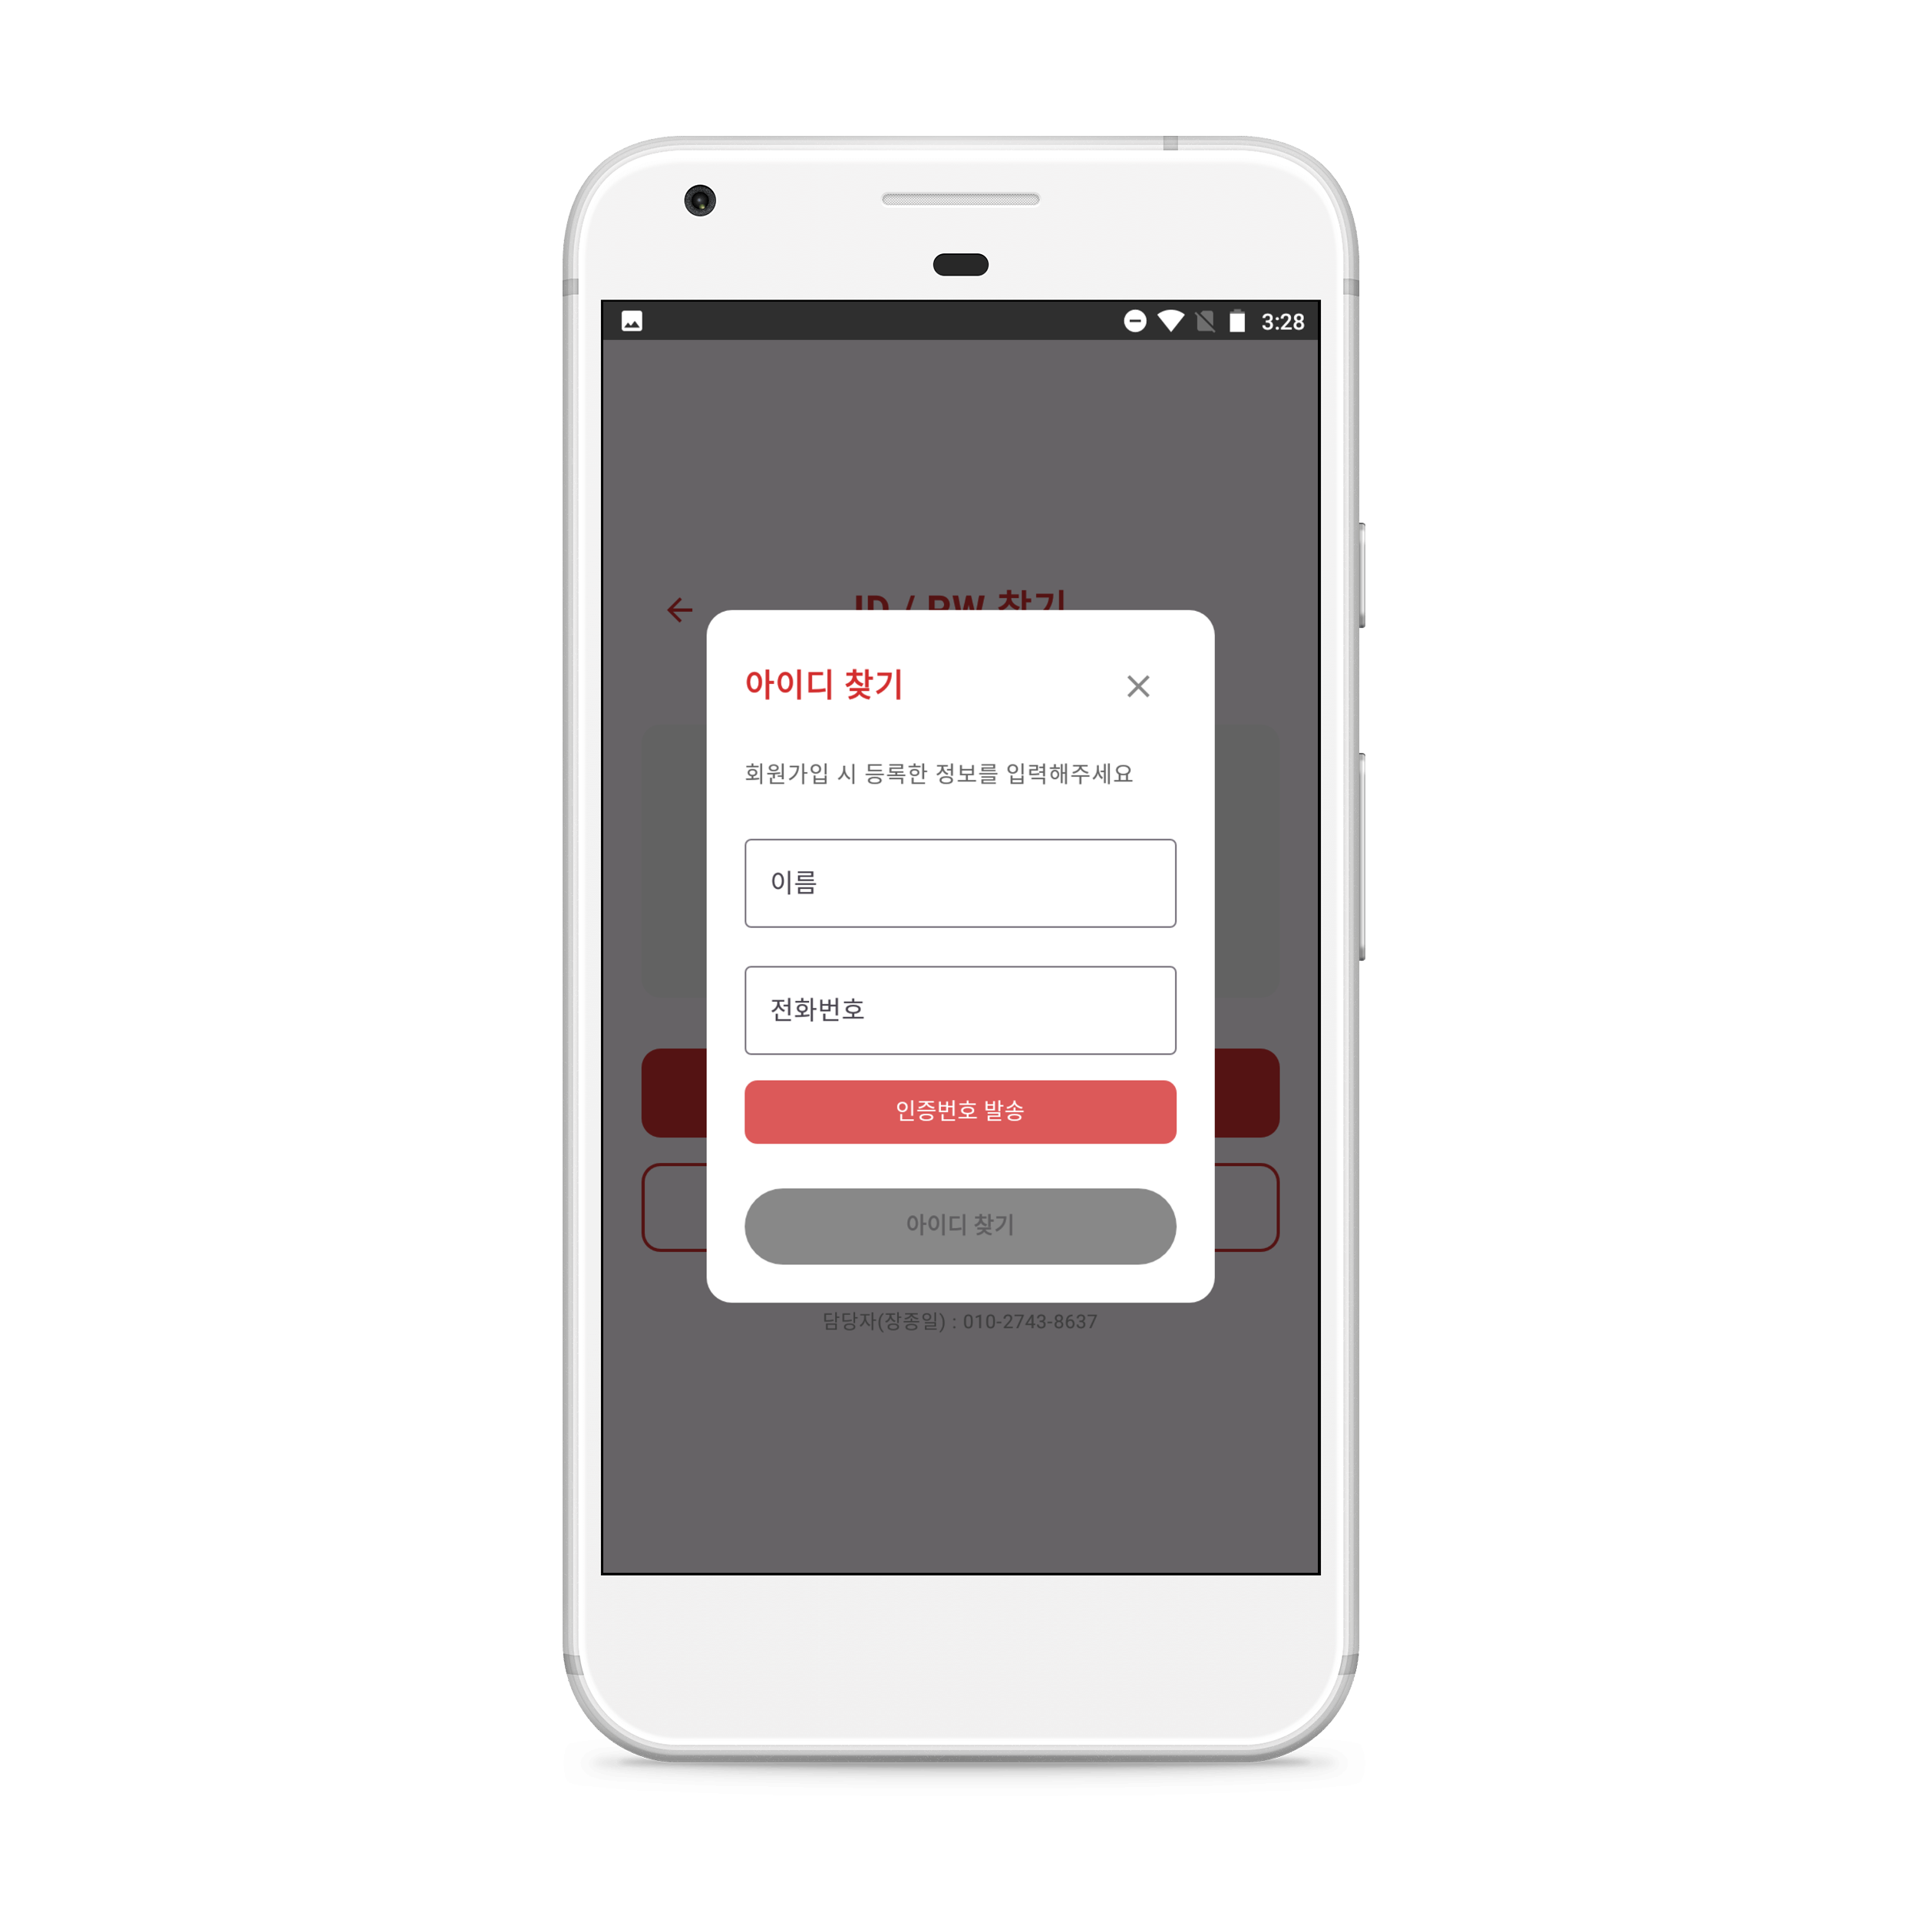 3:28
ID / PW 찾기
아이디 찾기
회원가입 시 등록한 정보를 입력해주세요
이름
전화번호
인증번호 발송
아이디 찾기
담당자(장종일) : 010-2743-8637